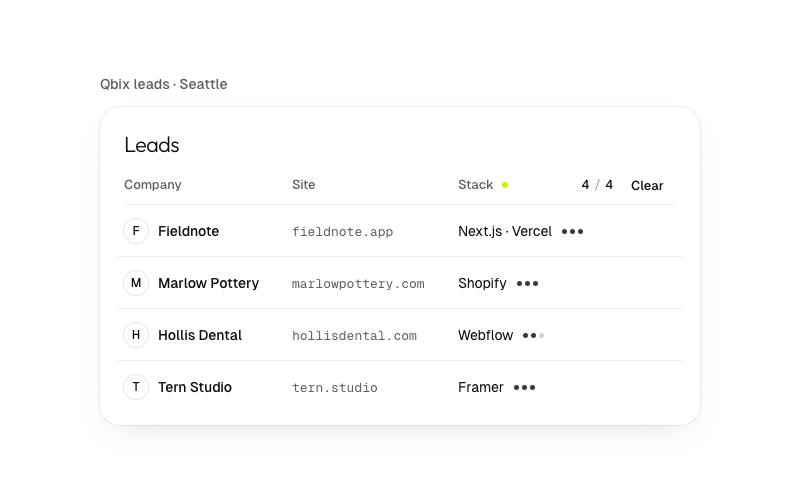 Qbix leads · Seattle
Leads
Company Site Stack 4 / 4 Clear
F Fieldnote fieldnote.app Next.js · Vercel
M Marlow Pottery marlowpottery.com Shopify
H Hollis Dental hollisdental.com Webflow
T Tern Studio tern.studio Framer